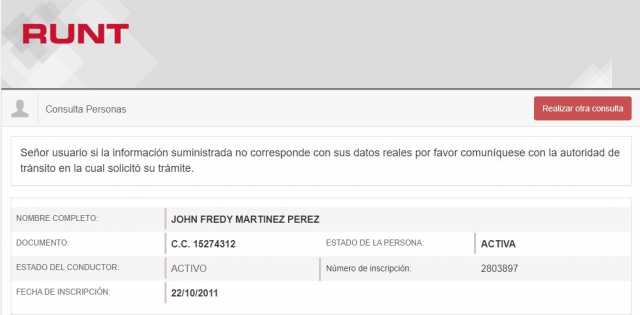 RUNT
Consulta Personas
Realizar otra consulta
Señor usuario si la información suministrada no corresponde con sus datos reales por favor comuníquese con la autoridad de
tránsito en la cual solicitó su trámite.
NOMBRE COMPLETO: JOHN FREDY MARTINEZ PEREZ
DOCUMENTO: C.C. 15274312 ESTADO DE LA PERSONA: ACTIVA
ESTADO DEL CONDUCTOR: ACTIVO Número de inscripción: 2803897
FECHA DE INSCRIPCIÓN: 22/10/2011